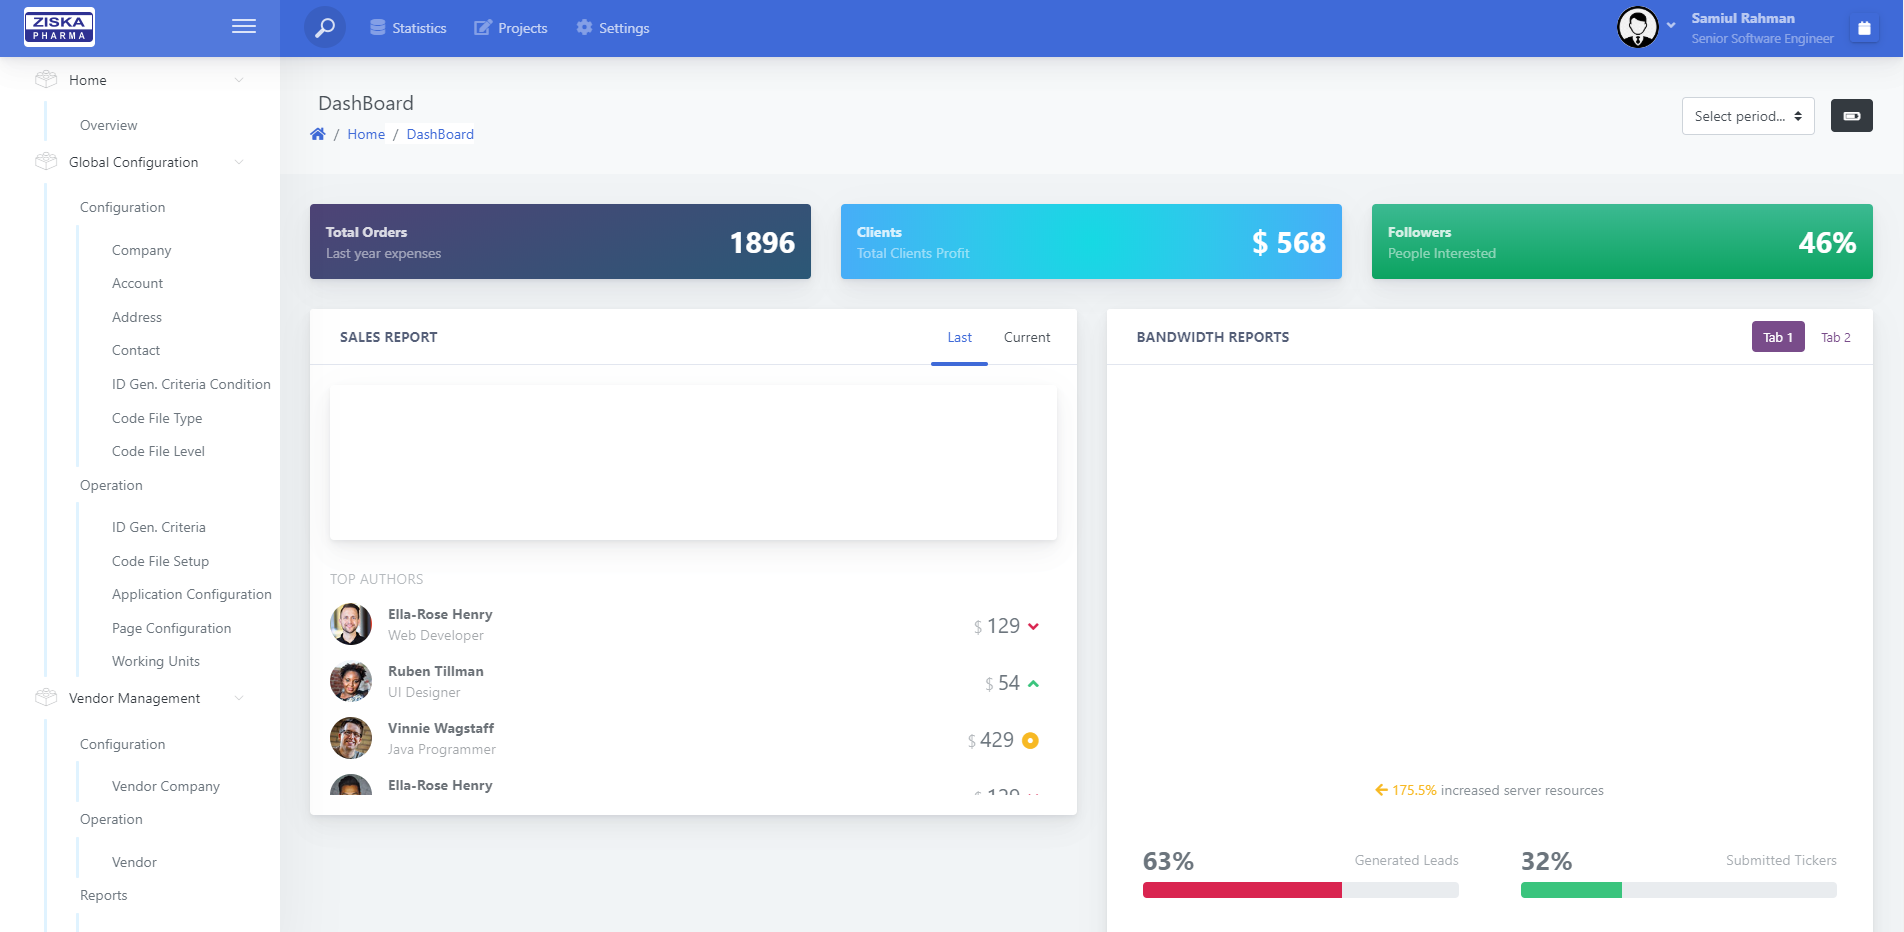 ZISKA
PHARMA
Statistics
Projects
Settings
Samiul Rahman
Senior Software Engineer
Home
Overview
Global Configuration
Configuration
Company
Account
Address
Contact
ID Gen. Criteria Condition
Code File Type
Code File Level
Operation
ID Gen. Criteria
Code File Setup
Application Configuration
Page Configuration
Working Units
Vendor Management
Configuration
Vendor Company
Operation
Vendor
Reports
DashBoard
/ Home / DashBoard
Select period...
Total Orders
Last year expenses
1896
Clients
Total Clients Profit
$ 568
Followers
People Interested
46%
SALES REPORT
Last
Current
TOP AUTHORS
Ella-Rose Henry
Web Developer
$ 129
Ruben Tillman
UI Designer
$ 54
Vinnie Wagstaff
Java Programmer
$ 429
Ella-Rose Henry
$ 129
BANDWIDTH REPORTS
Tab 1
Tab 2
175.5% increased server resources
63%
Generated Leads
32%
Submitted Tickers